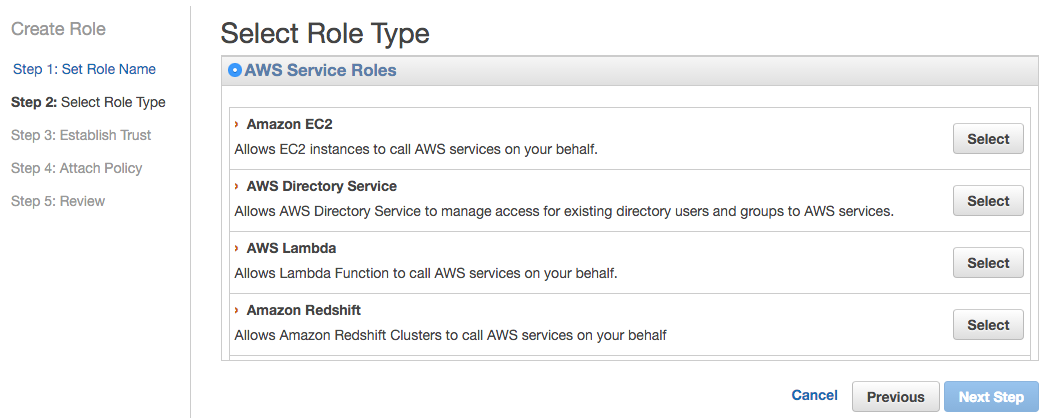 Create Role
Step 1: Set Role Name
Step 2: Select Role Type
Step 3: Establish Trust
Step 4: Attach Policy
Step 5: Review
Select Role Type
AWS Service Roles
› Amazon EC2
Allows EC2 instances to call AWS services on your behalf.
Select
› AWS Directory Service
Allows AWS Directory Service to manage access for existing directory users and groups to AWS services.
Select
› AWS Lambda
Allows Lambda Function to call AWS services on your behalf.
Select
› Amazon Redshift
Allows Amazon Redshift Clusters to call AWS services on your behalf
Select
Cancel Previous Next Step